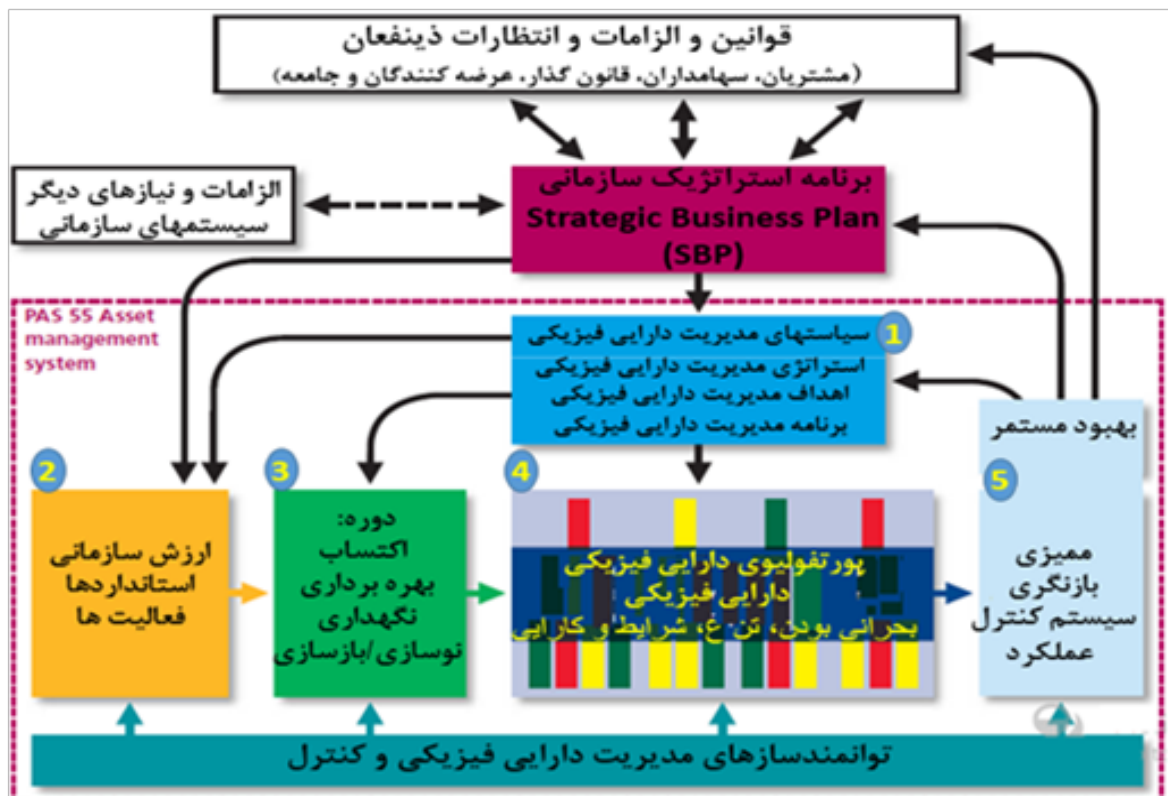 قوانین و الزامات و انتظارات ذینفعان
(مشتریان، سهامداران، قانون گذار، عرضه کنندگان و جامعه)
برنامه استراتژیک سازمانی
Strategic Business Plan
(SBP)
الزامات و نیازهای دیگر
سیستمهای سازمانی
PAS 55 Asset
management
system
1
سیاستهای مدیریت دارایی فیزیکی
استراتژی مدیریت دارایی فیزیکی
اهداف مدیریت دارایی فیزیکی
برنامه مدیریت دارایی فیزیکی
2
ارزش سازمانی
استانداردها
فعالیت ها
3
دوره:
اکتساب
بهره برداری
نگهداری
نوسازی/بازسازی
4
پورتفولیوی دارایی فیزیکی
دارایی فیزیکی
بحرانی بودن، شرایط و کارایی
بهبود مستمر
5
ممیزی
بازنگری
سیستم کنترل
عملکرد
توانمندسازهای مدیریت دارایی فیزیکی و کنترل